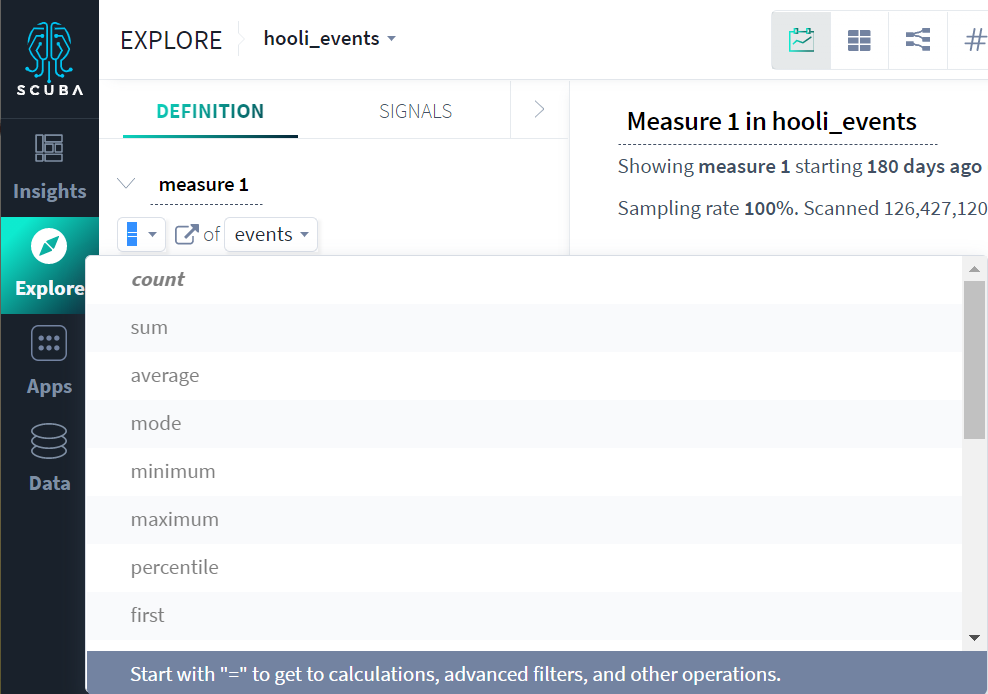 SCUBA
EXPLORE
hooli_events
#
Insights
Explore
Apps
Data
DEFINITION
SIGNALS
measure 1
of
events
Measure 1 in hooli_events
Showing measure 1 starting 180 days ago
Sampling rate 100%. Scanned 126,427,120
count
sum
average
mode
minimum
maximum
percentile
first
Start with "=" to get to calculations, advanced filters, and other operations.